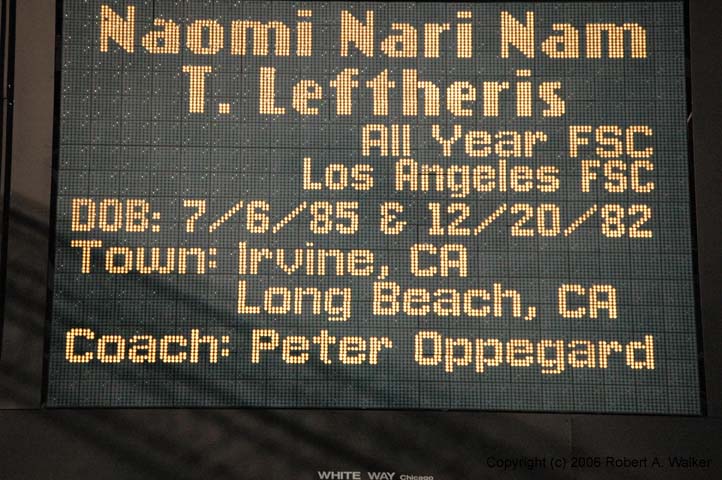 Naomi Nari Nam
T. Leftheris
All Year FSC
Los Angeles FSC
DOB: 7/6/85 & 12/20/82
Town: Irvine, CA
Long Beach, CA
Coach: Peter Oppegard
Copyright (c) 2006 Robert A. Walker
WHITE WAY Chicago